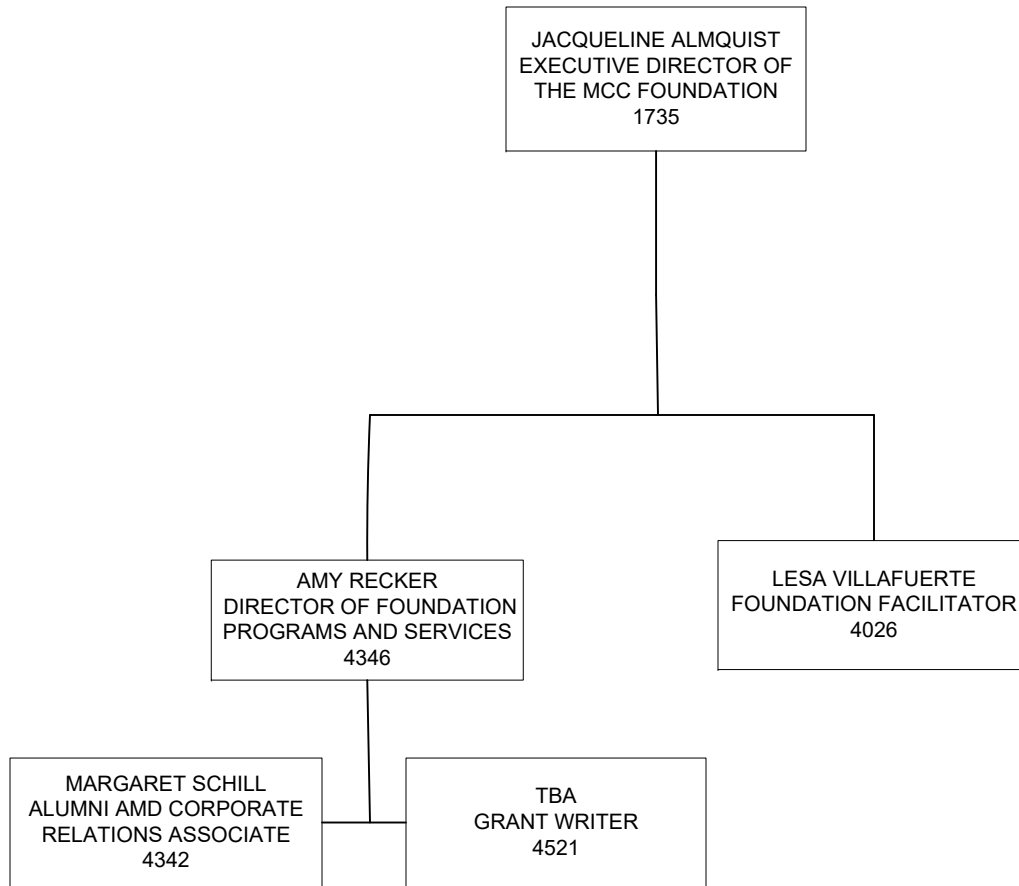 JACQUELINE ALMQUIST
EXECUTIVE DIRECTOR OF
THE MCC FOUNDATION
1735
AMY RECKER
DIRECTOR OF FOUNDATION
PROGRAMS AND SERVICES
4346
LESA VILLAFUERTE
FOUNDATION FACILITATOR
4026
MARGARET SCHILL
ALUMNI AMD CORPORATE
RELATIONS ASSOCIATE
4342
TBA
GRANT WRITER
4521